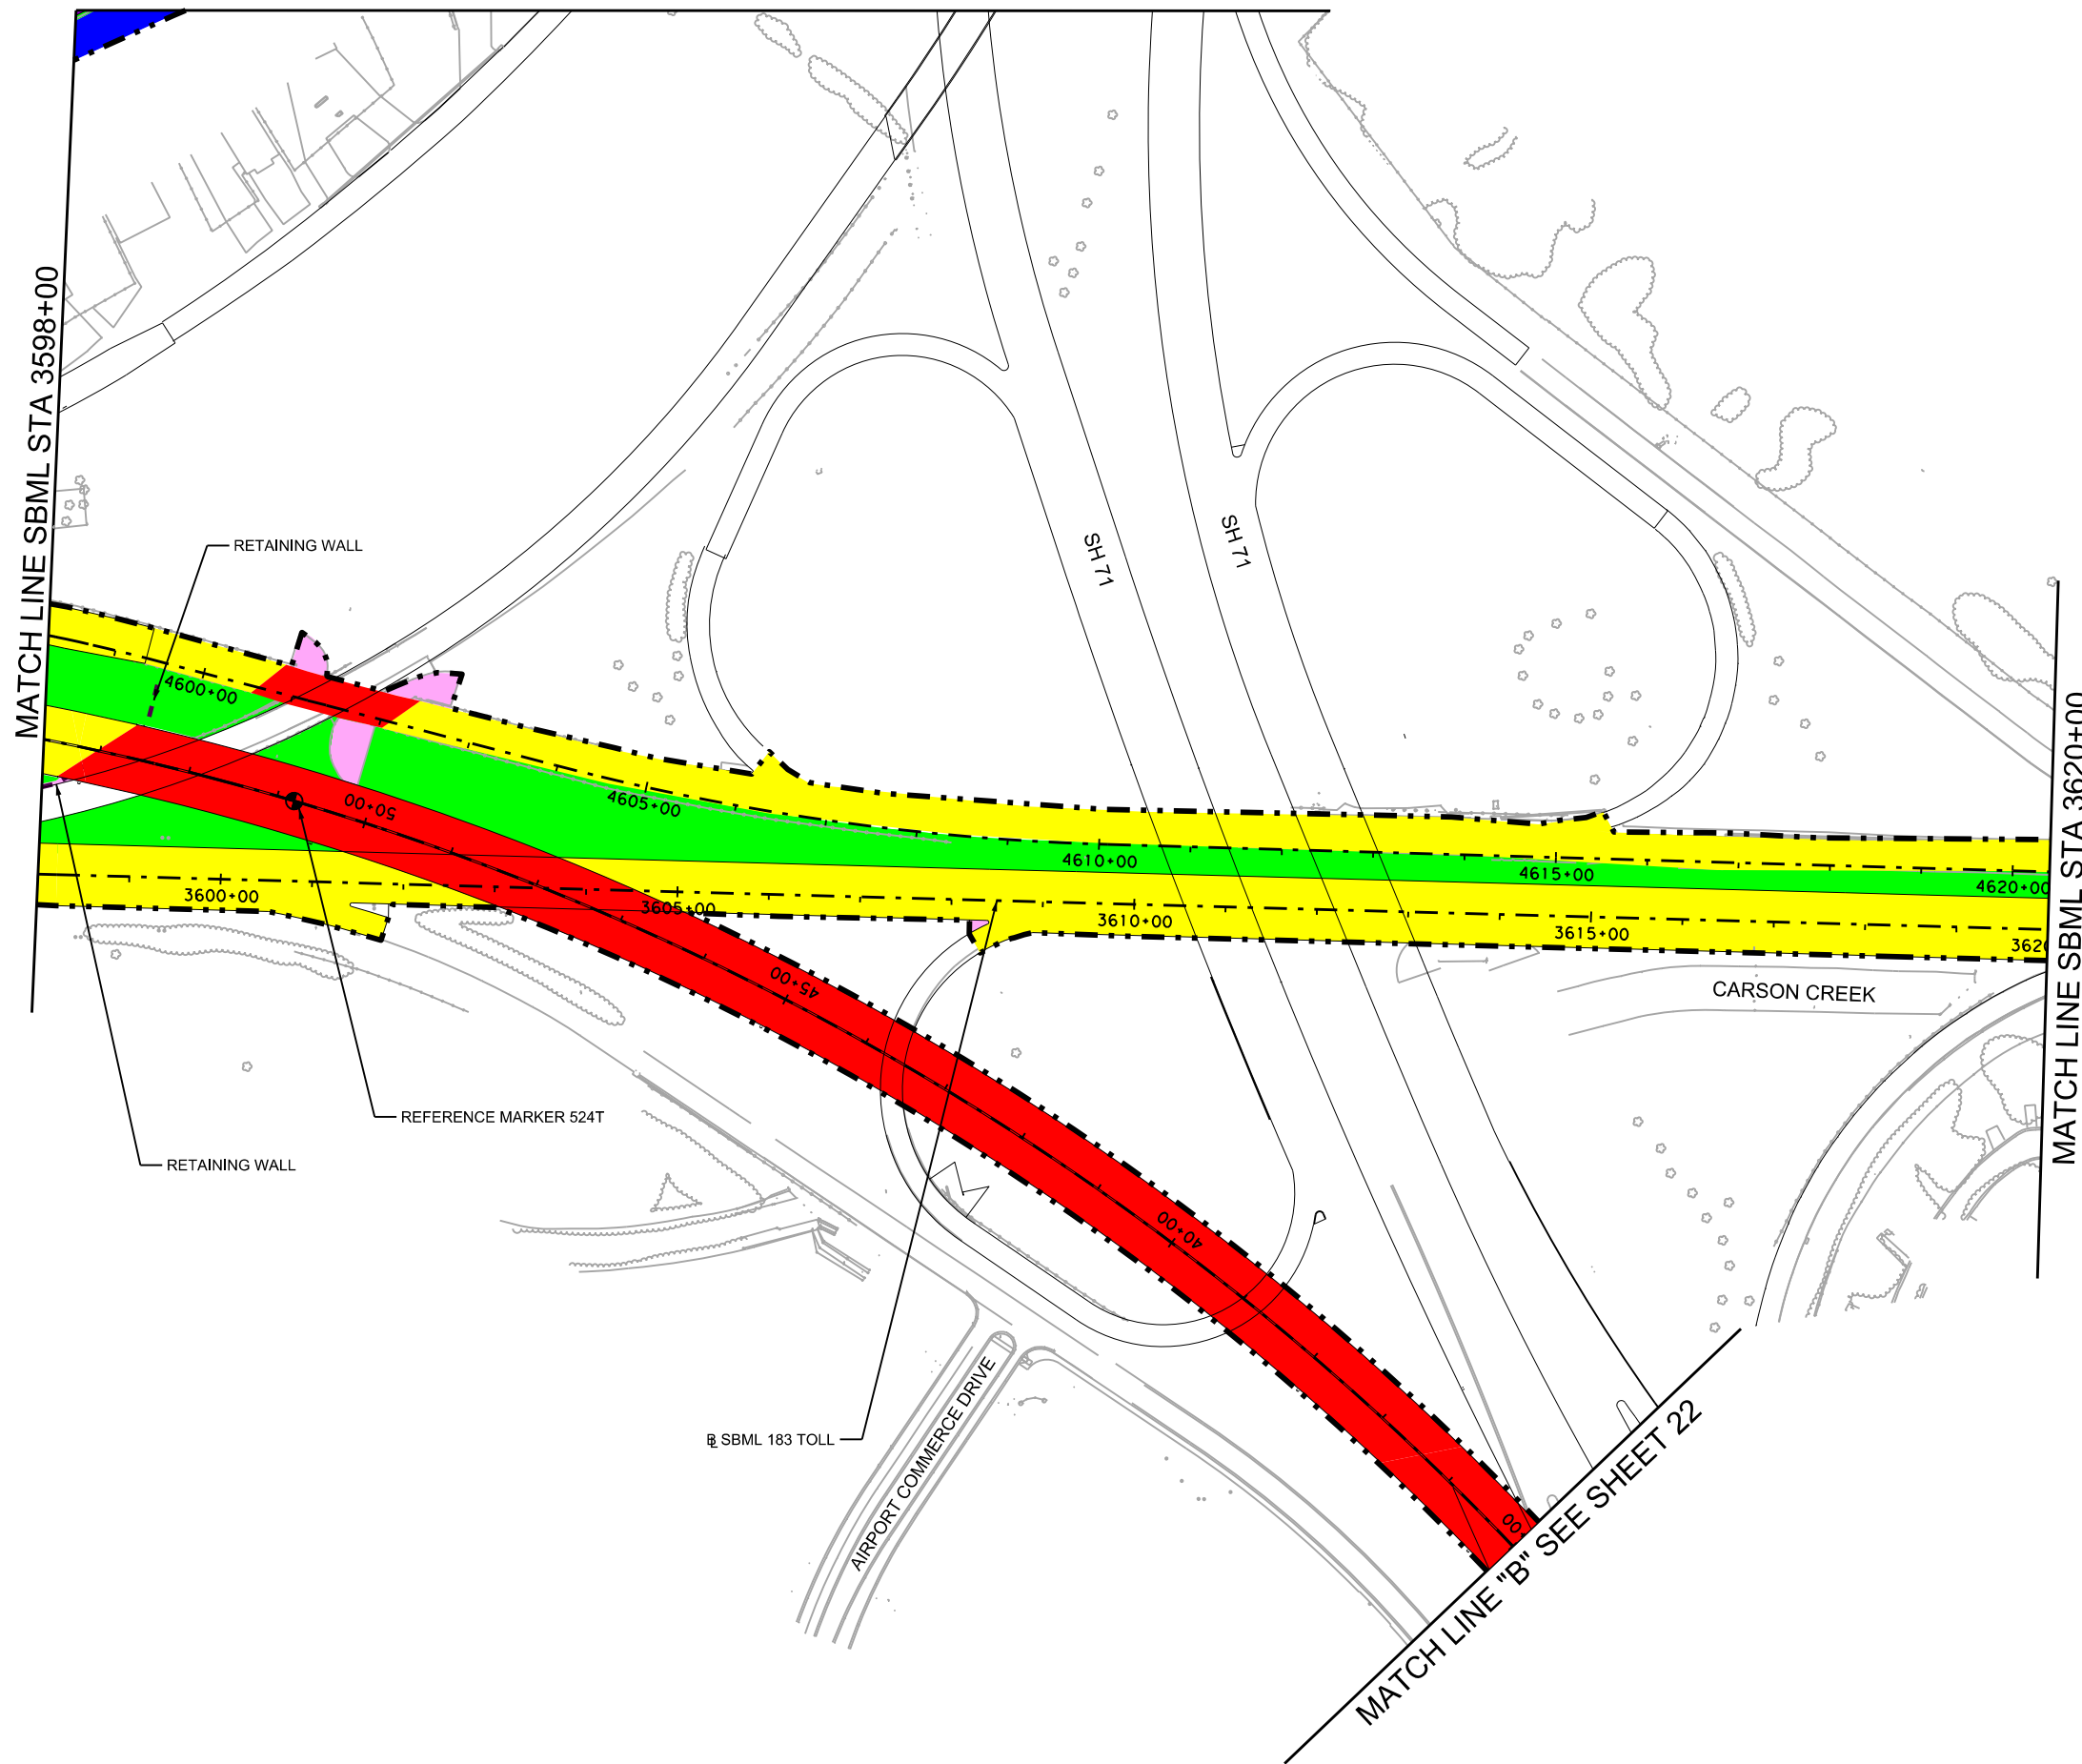 MATCH LINE SBML STA 3598+00
RETAINING WALL
SH 71
SH 71
4600+00
4605+00
4610+00
4615+00
4620+00
50+00
3600+00
3605+00
3610+00
3615+00
362
45+00
CARSON CREEK
MATCH LINE SBML STA 3620+00
REFERENCE MARKER 524T
RETAINING WALL
40+00
BL SBML 183 TOLL
AIRPORT COMMERCE DRIVE
00
MATCH LINE "B" SEE SHEET 22